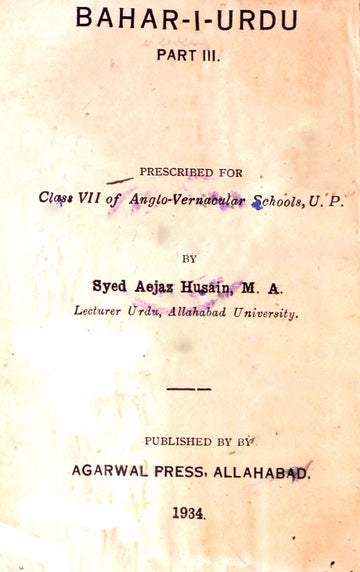 BAHAR-I-URDU
PART III.
PRESCRIBED FOR
Class VII of Anglo-Vernacular Schools, U. P.
BY
Syed Aejaz Husain, M. A.
Lecturer Urdu, Allahabad University.
PUBLISHED BY BY
AGARWAL PRESS, ALLAHABAD.
1934.